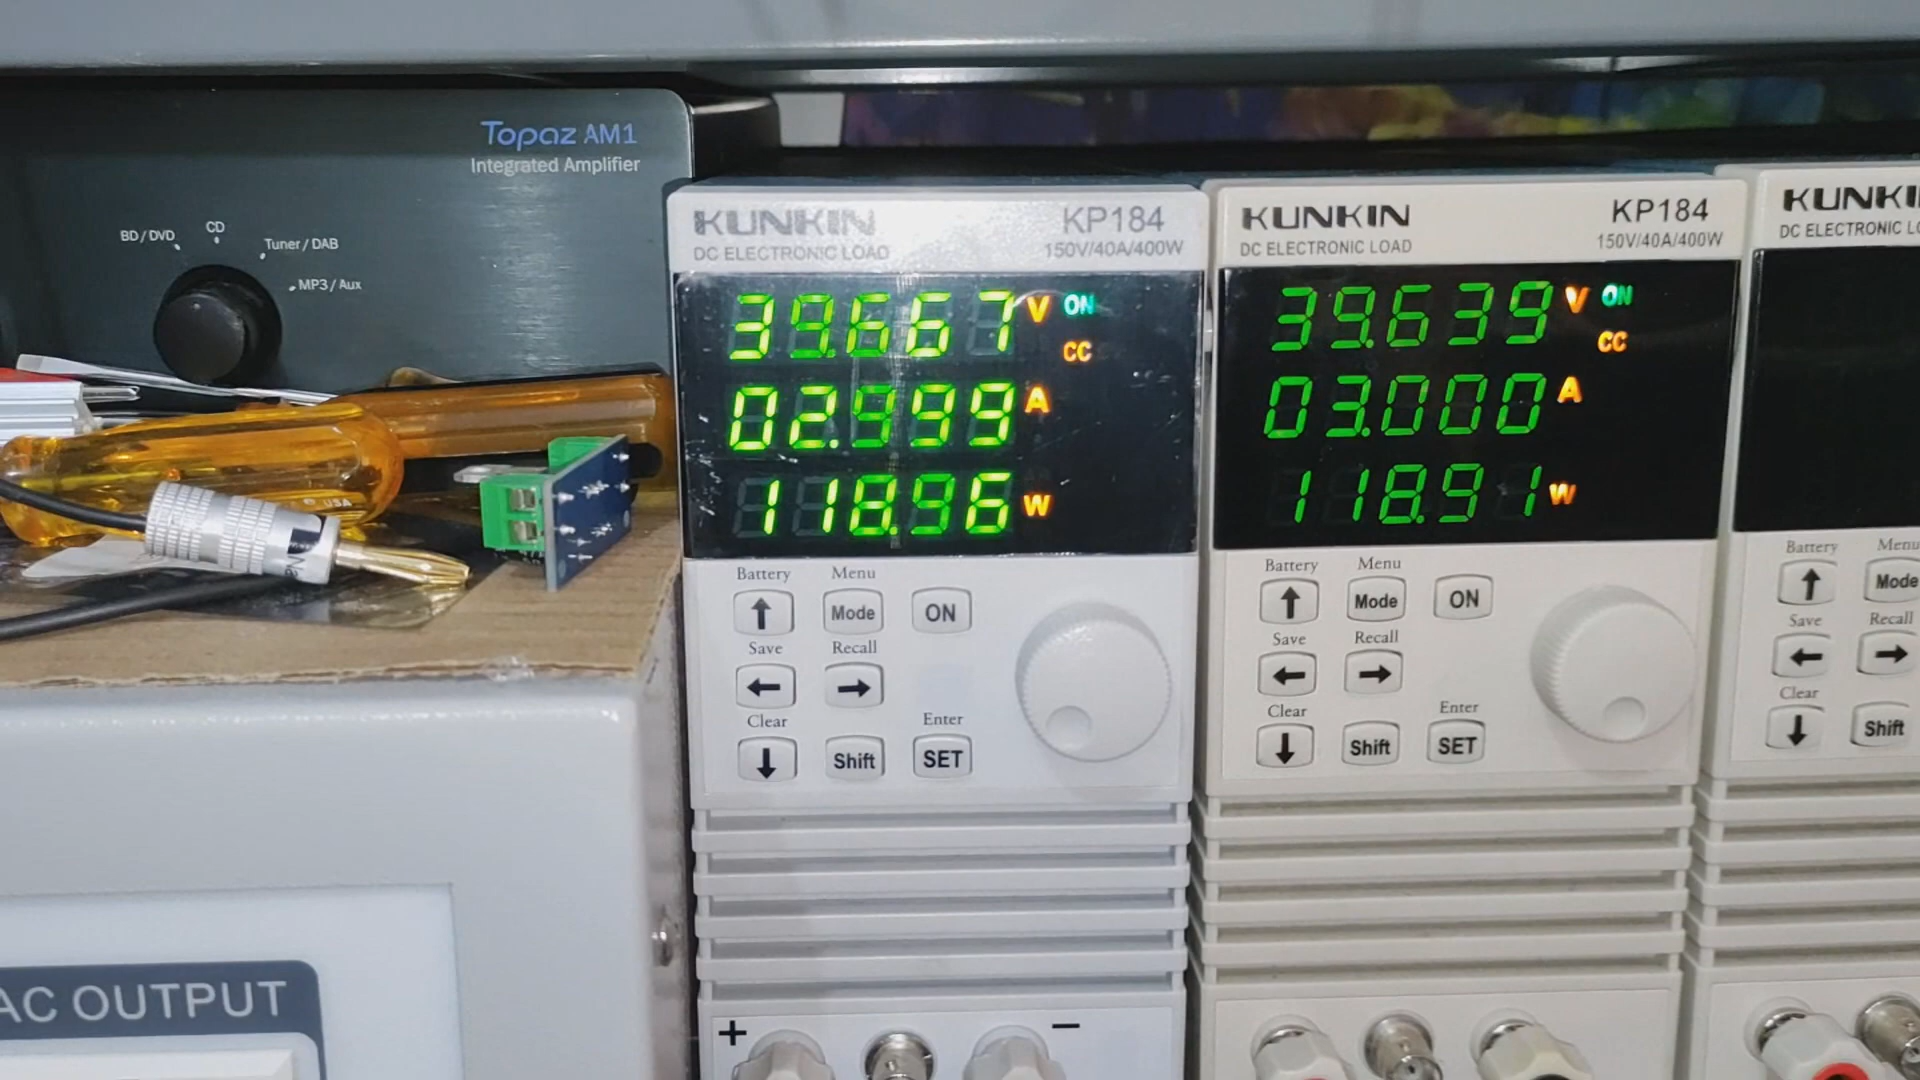 Topaz AM1
Integrated Amplifier
BD/DVD
CD
Tuner/DAB
MP3/Aux
USA
AC OUTPUT
KUNKIN
KP184
DC ELECTRONIC LOAD
150V/40A/400W
39.667 V ON
CC
02.999 A
118.96 W
Battery Menu
Mode ON
Save Recall
Clear Enter
Shift SET
+ −
KUNKIN
KP184
DC ELECTRONIC LOAD
150V/40A/400W
39.639 V ON
CC
03.000 A
118.91 W
Battery Menu
Mode ON
Save Recall
Clear Enter
Shift SET
DC ELECTRONIC
Battery Menu
Mode
Save Recall
Clear
Shift